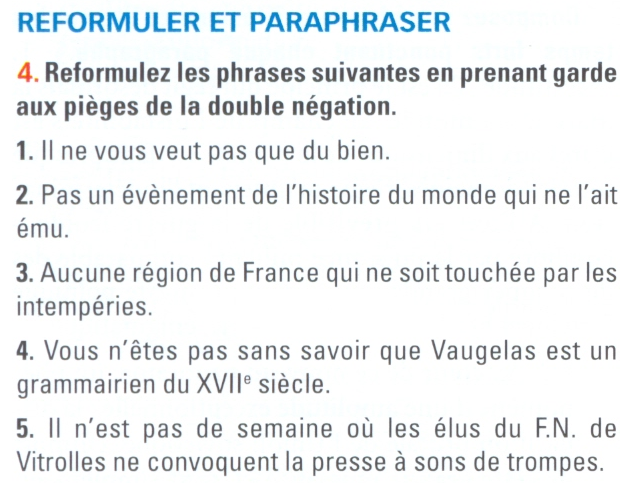 REFORMULER ET PARAPHRASER
4. Reformulez les phrases suivantes en prenant garde
aux pièges de la double négation.
1. Il ne vous veut pas que du bien.
2. Pas un évènement de l'histoire du monde qui ne l'ait
ému.
3. Aucune région de France qui ne soit touchée par les
intempéries.
4. Vous n'êtes pas sans savoir que Vaugelas est un
grammairien du XVIIe siècle.
5. Il n'est pas de semaine où les élus du F.N. de
Vitrolles ne convoquent la presse à sons de trompes.